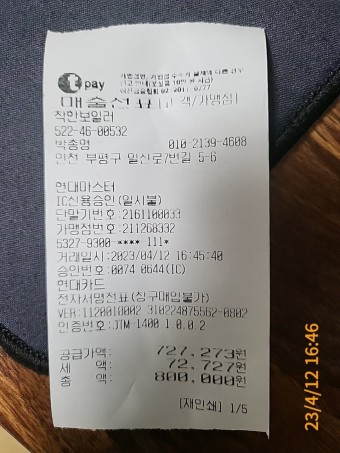 t pay
매출전표[고객/가맹점]
착한보일러
522-46-00532
박종명 010-2139-4608
인천 부평구 일신로7번길 5-6
현대마스터
IC신용승인(일시불)
단말기번호:2161100033
가맹점번호:211268332
5327-9300-****-111*
거래일시:2023/04/12 16:45:40
승인번호:0074 0644(IC)
현대카드
전자서명전표(청구매입불가)
VER:1120010002 310224875562-0802
인증번호:JTM-1400 1.0.0.2
공급가액: 727,273원
세 액: 72,727원
총 액: 800,000원
[재인쇄] 1/5
23/4/12 16:46